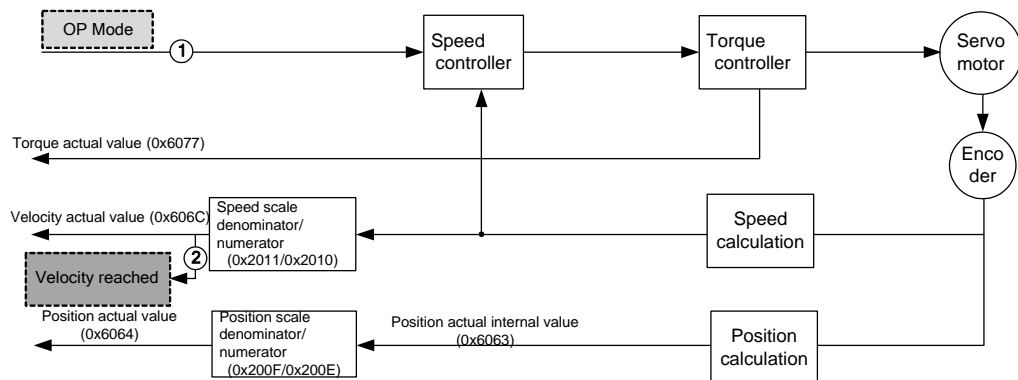 OP Mode
1
Speed
controller
Torque
controller
Servo
motor
Torque actual value (0x6077)
Enco
der
Velocity actual value (0x606C)
Speed scale
denominator/
numerator
(0x2011/0x2010)
Speed
calculation
2
Velocity reached
Position actual value
(0x6064)
Position scale
denominator/
numerator
(0x200F/0x200E)
Position actual internal value
(0x6063)
Position
calculation